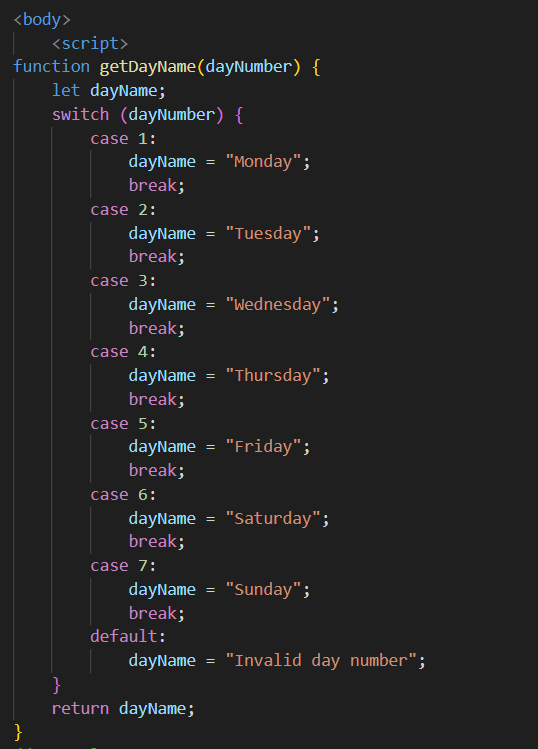 <body>
    <script>
function getDayName(dayNumber) {
    let dayName;
    switch (dayNumber) {
        case 1:
            dayName = "Monday";
            break;
        case 2:
            dayName = "Tuesday";
            break;
        case 3:
            dayName = "Wednesday";
            break;
        case 4:
            dayName = "Thursday";
            break;
        case 5:
            dayName = "Friday";
            break;
        case 6:
            dayName = "Saturday";
            break;
        case 7:
            dayName = "Sunday";
            break;
        default:
            dayName = "Invalid day number";
    }
    return dayName;
}